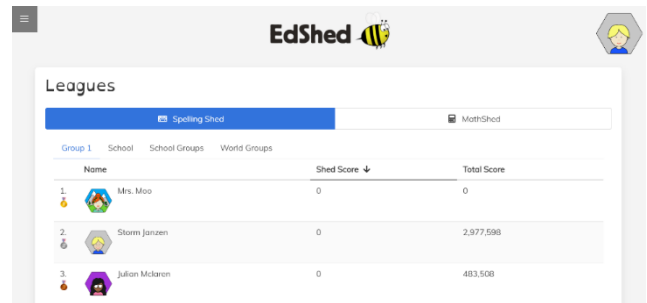 EdShed
Leagues
Spelling Shed MathShed
Group 1 School School Groups World Groups
Name Shed Score ↓ Total Score
1. Mrs. Moo 0 0
2. Storm Janzen 0 2,977,598
3. Julian Mclaren 0 483,508